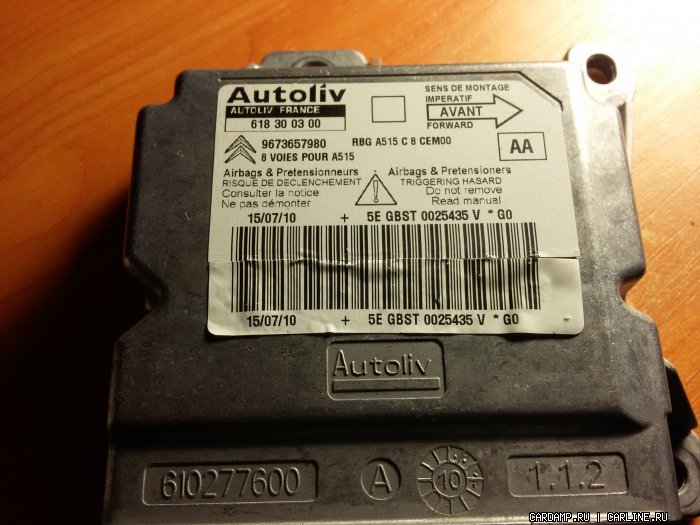 Autoliv
AUTOLIV FRANCE
618 30 03 00
SENS DE MONTAGE
IMPERATIF
AVANT
FORWARD
9673657980 RBG A515 C 8 CEM00
8 VOIES POUR A515
AA
Airbags & Pretensionneurs
RISQUE DE DECLENCHEMENT
Consulter la notice
Ne pas démonter
Airbags & Pretensioners
TRIGGERING HASARD
Do not remove
Read manual
15/07/10 + 5E GBST 0025435 V * G0
15/07/10 + 5E GBST 0025435 V * G0
Autoliv
610277600 A 10 1.1.2
CARDAMP.RU | CARLINE.RU